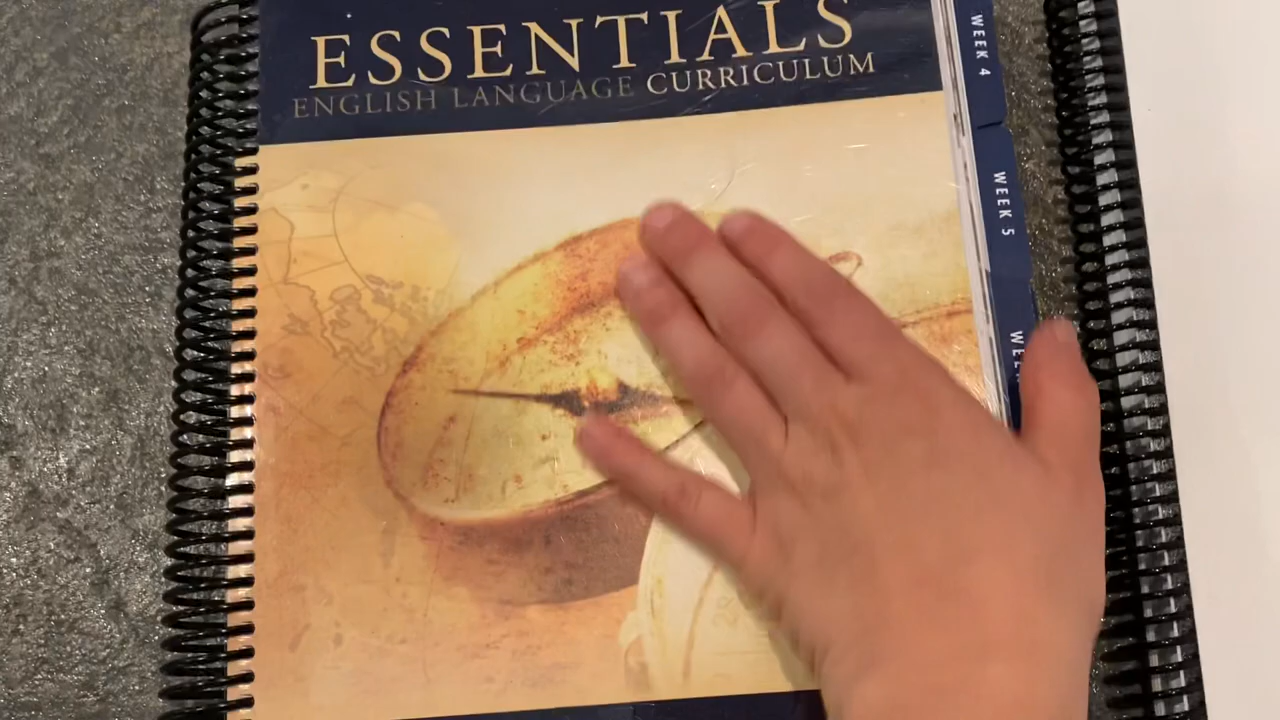 ESSENTIALS
ENGLISH LANGUAGE CURRICULUM
WEEK 4
WEEK 5